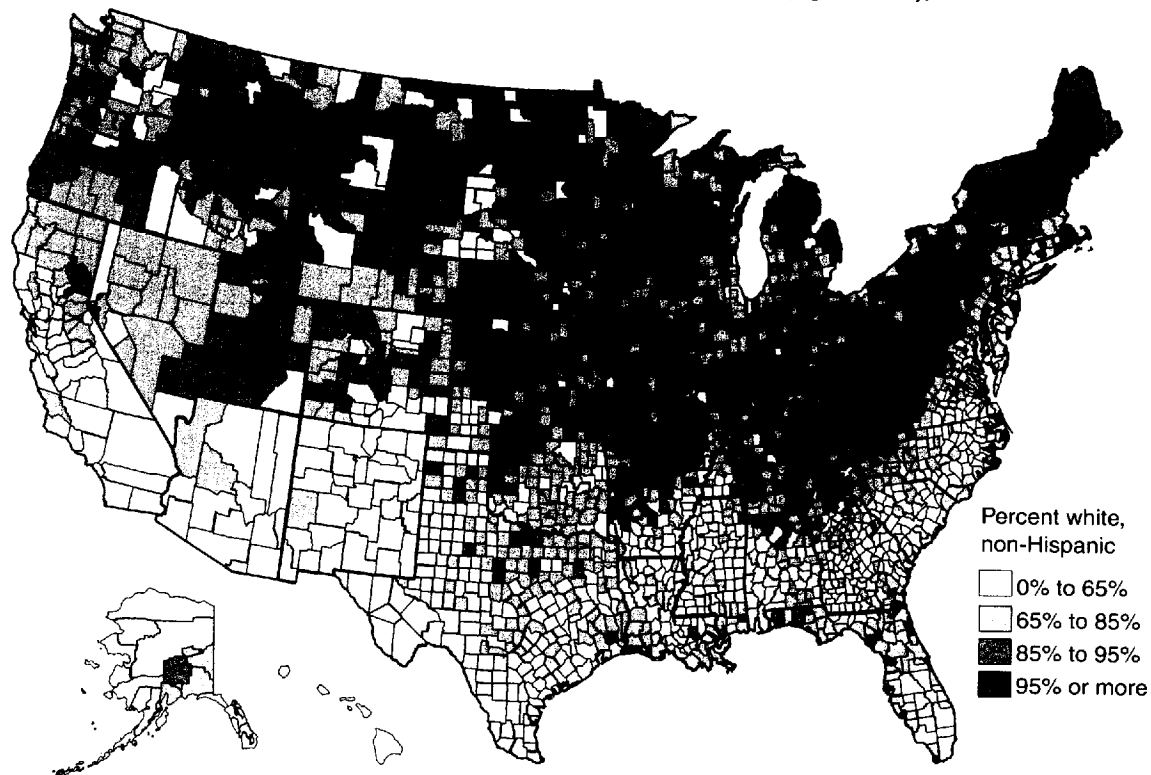 Percent white,
non-Hispanic
0% to 65%
65% to 85%
85% to 95%
95% or more